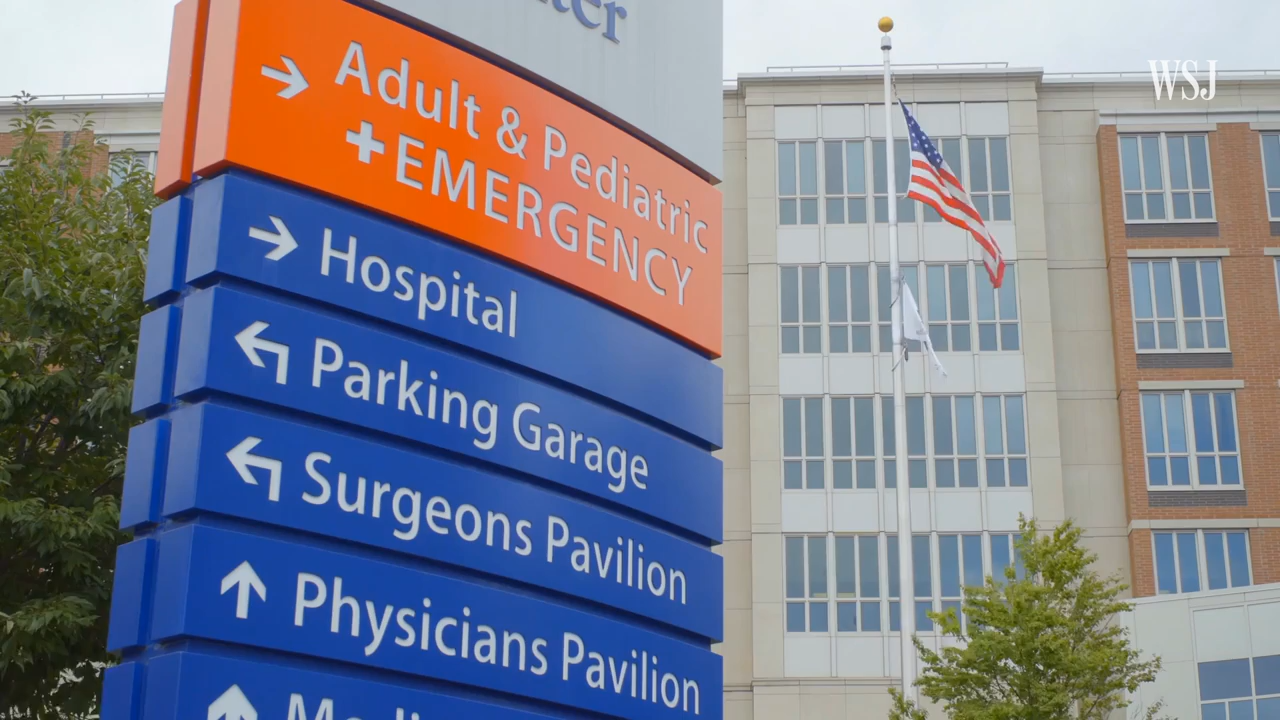 WSJ
Adult & Pediatric
EMERGENCY
Hospital
Parking Garage
Surgeons Pavilion
Physicians Pavilion